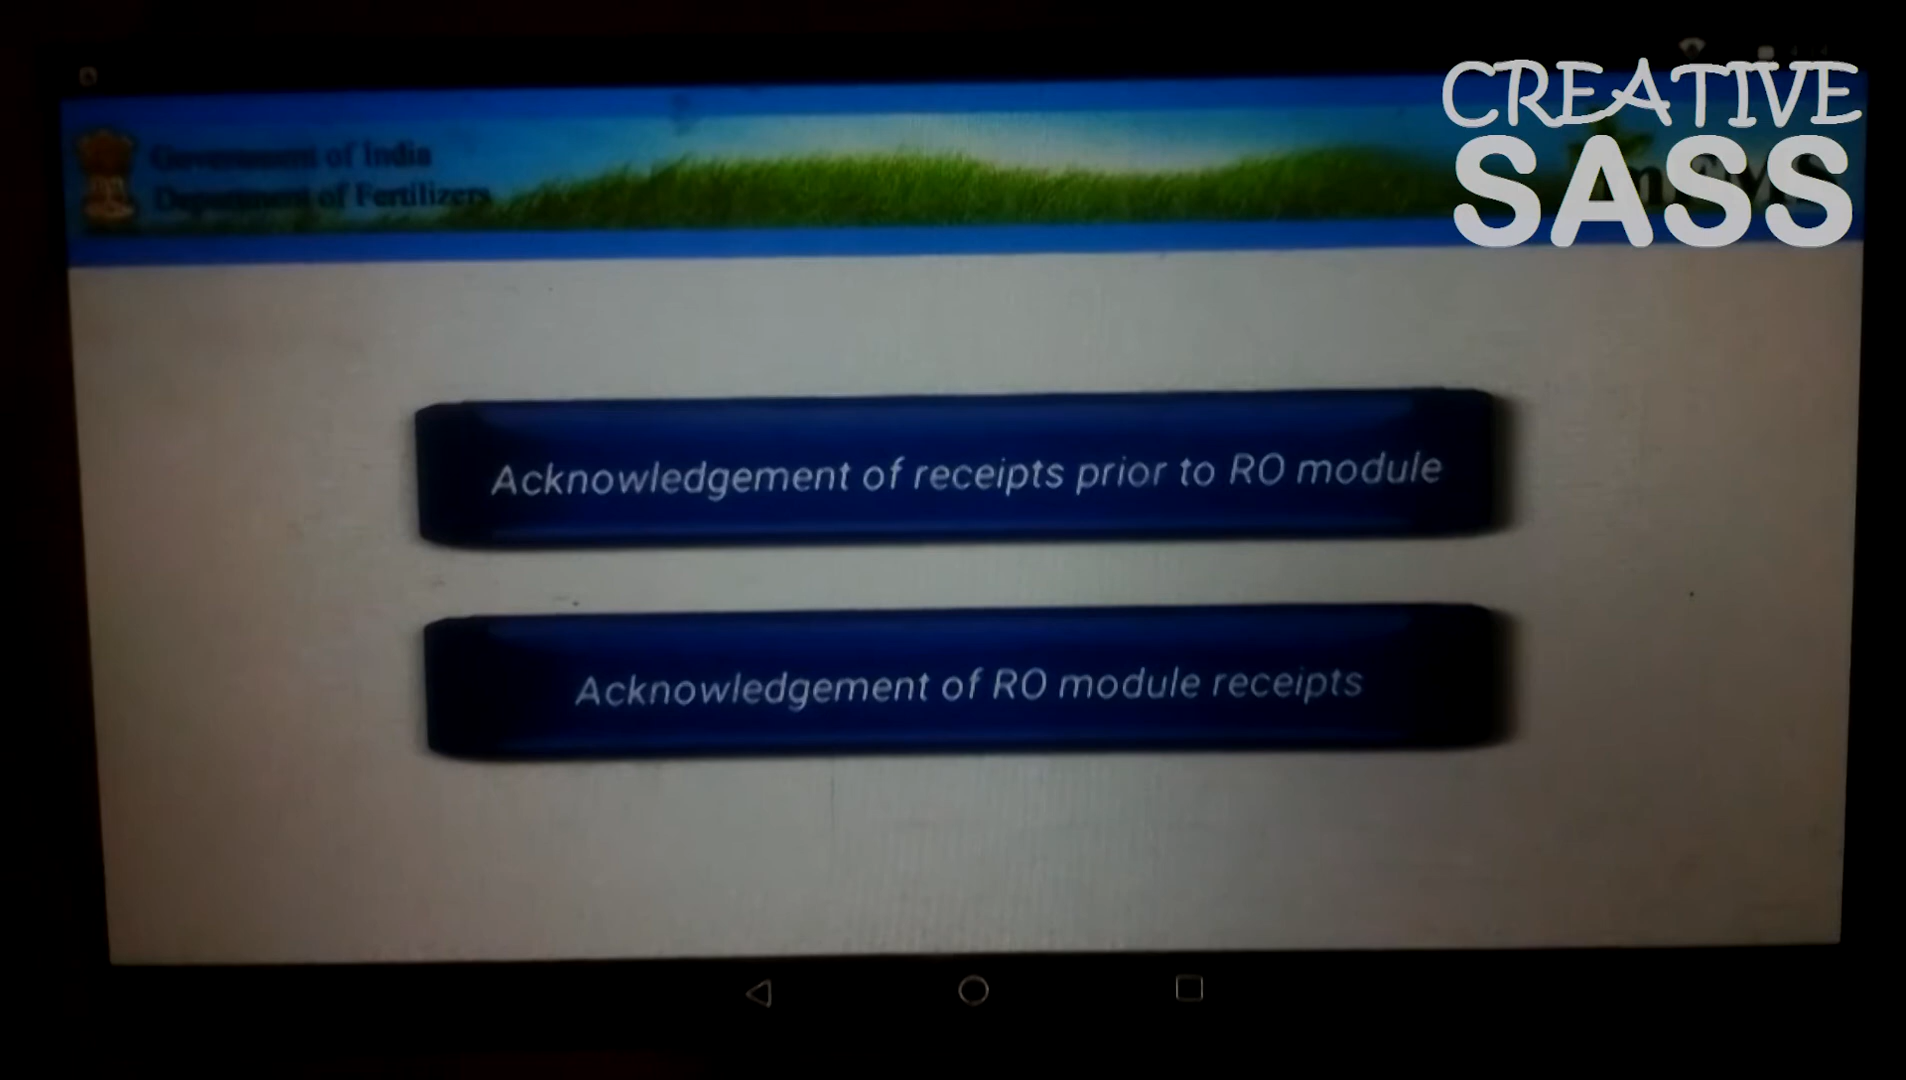 CREATIVE
SASS
Government of India
Department of Fertilizers
Acknowledgement of receipts prior to RO module
Acknowledgement of RO module receipts